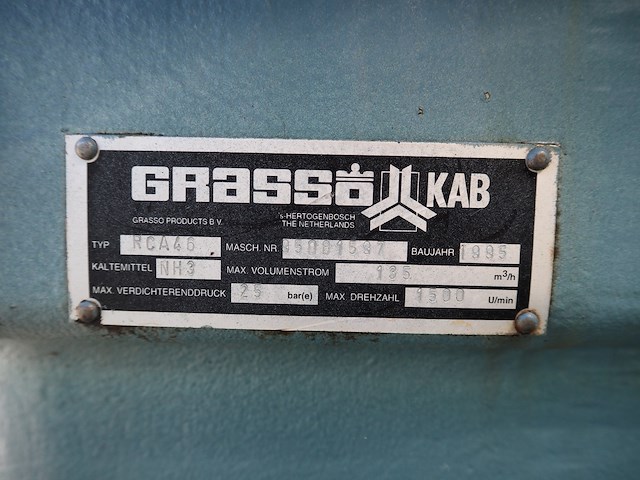 GRASSO KAB
GRASSO PRODUCTS B.V. 's-HERTOGENBOSCH
THE NETHERLANDS
TYP RCA46 MASCH. NR. BAUJAHR 1995
KALTEMITTEL NH3 MAX. VOLUMENSTROM m³/h
MAX. VERDICHTERENDDRUCK 25 bar(e) MAX. DREHZAHL 1500 U/min